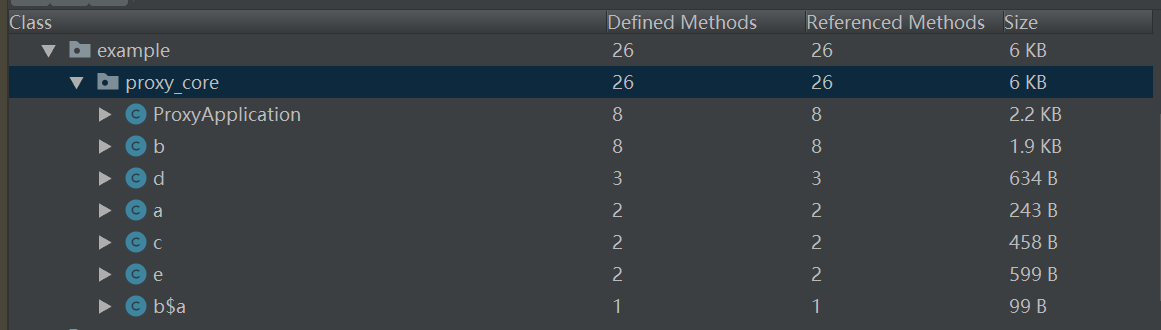 Class Defined Methods Referenced Methods Size
example 26 26 6 KB
proxy_core 26 26 6 KB
ProxyApplication 8 8 2.2 KB
b 8 8 1.9 KB
d 3 3 634 B
a 2 2 243 B
c 2 2 458 B
e 2 2 599 B
b$a 1 1 99 B